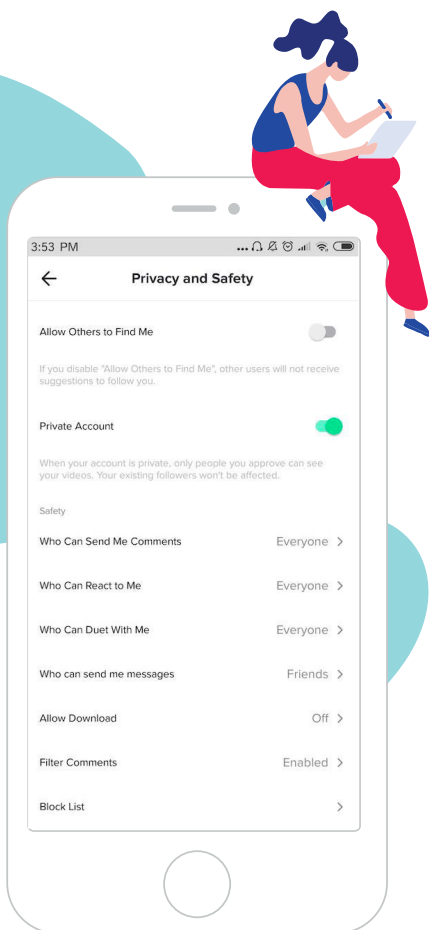 3:53 PM
Privacy and Safety
Allow Others to Find Me
If you disable "Allow Others to Find Me", other users will not receive
suggestions to follow you.
Private Account
When your account is private, only people you approve can see
your videos. Your existing followers won't be affected.
Safety
Who Can Send Me Comments Everyone
Who Can React to Me Everyone
Who Can Duet With Me Everyone
Who can send me messages Friends
Allow Download Off
Filter Comments Enabled
Block List